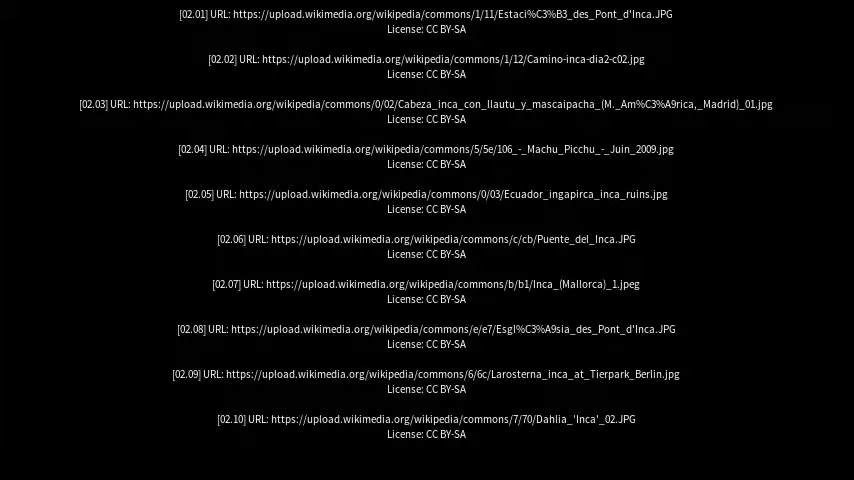 [02.01] URL: https://upload.wikimedia.org/wikipedia/commons/1/11/Estaci%C3%B3_des_Pont_d'Inca.JPG
License: CC BY-SA
[02.02] URL: https://upload.wikimedia.org/wikipedia/commons/1/12/Camino-inca-dia2-c02.jpg
License: CC BY-SA
[02.03] URL: https://upload.wikimedia.org/wikipedia/commons/0/02/Cabeza_inca_con_llautu_y_mascaipacha_(M._Am%C3%A9rica,_Madrid)_01.jpg
License: CC BY-SA
[02.04] URL: https://upload.wikimedia.org/wikipedia/commons/5/5e/106_-_Machu_Picchu_-_Juin_2009.jpg
License: CC BY-SA
[02.05] URL: https://upload.wikimedia.org/wikipedia/commons/0/03/Ecuador_ingapirca_inca_ruins.jpg
License: CC BY-SA
[02.06] URL: https://upload.wikimedia.org/wikipedia/commons/c/cb/Puente_del_Inca.JPG
License: CC BY-SA
[02.07] URL: https://upload.wikimedia.org/wikipedia/commons/b/b1/Inca_(Mallorca)_1.jpeg
License: CC BY-SA
[02.08] URL: https://upload.wikimedia.org/wikipedia/commons/e/e7/Esgl%C3%A9sia_des_Pont_d'Inca.JPG
License: CC BY-SA
[02.09] URL: https://upload.wikimedia.org/wikipedia/commons/6/6c/Larosterna_inca_at_Tierpark_Berlin.jpg
License: CC BY-SA
[02.10] URL: https://upload.wikimedia.org/wikipedia/commons/7/70/Dahlia_'Inca'_02.JPG
License: CC BY-SA